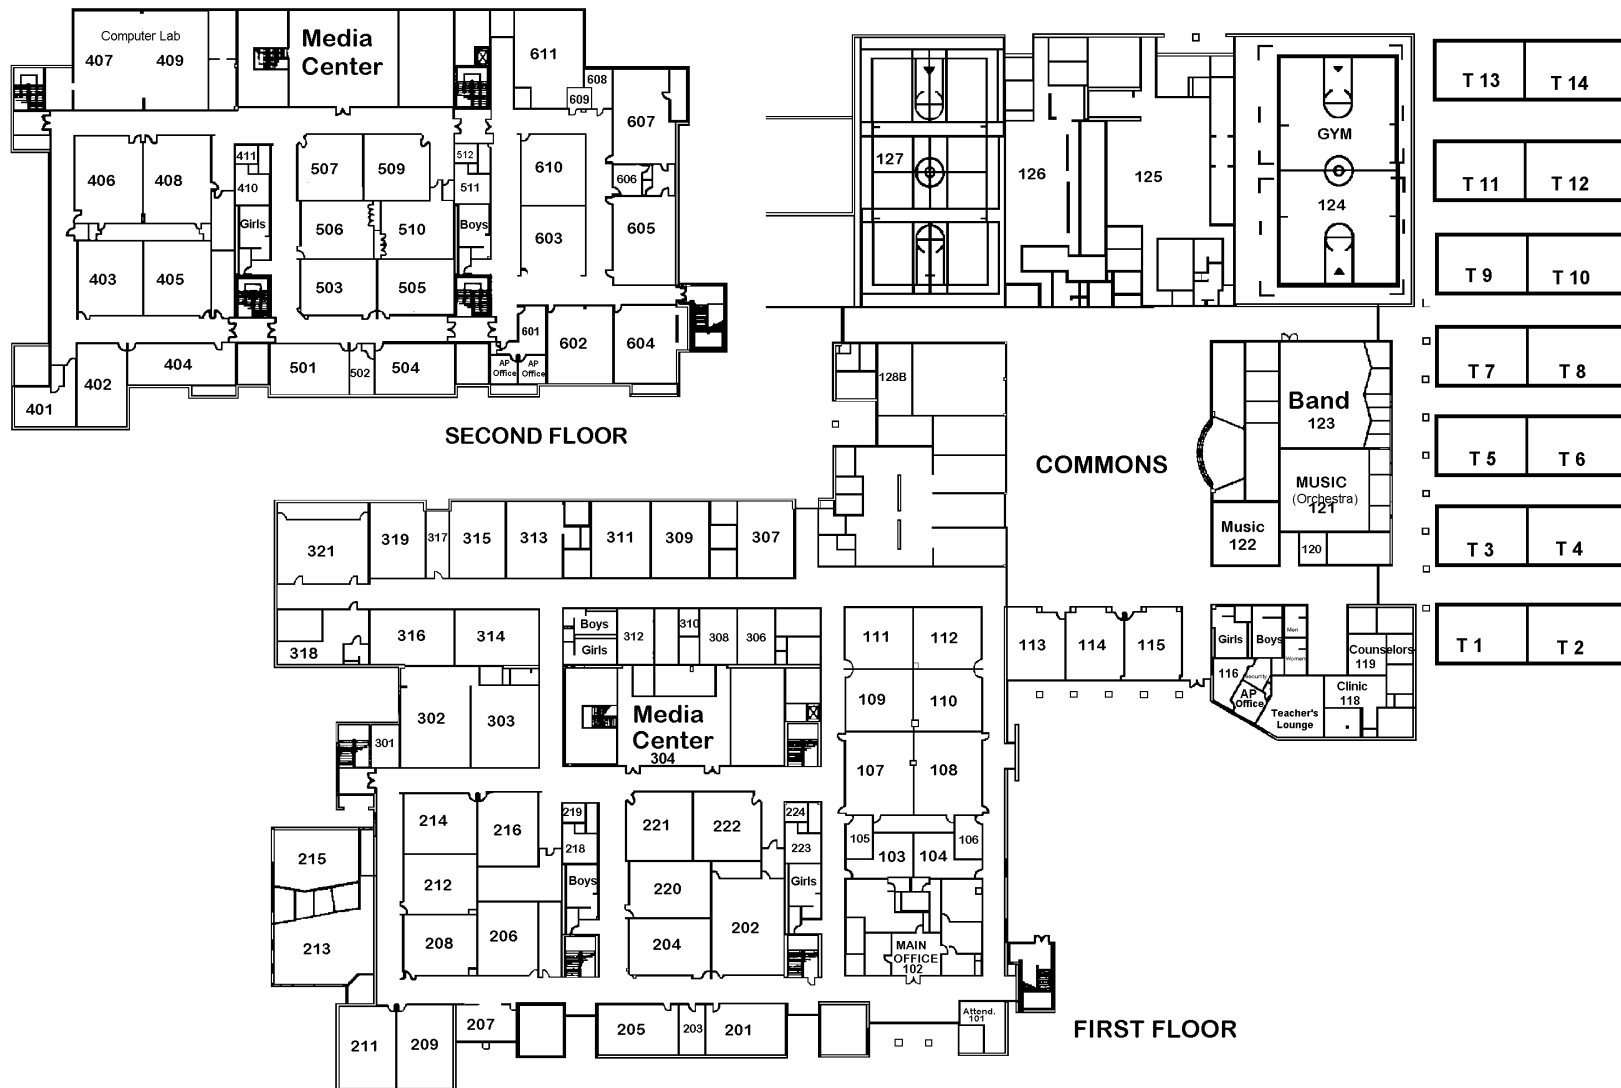 Computer Lab
407 409
Media
Center
611
608
609
607
406 408
411
410
Girls
507 509
512
511
506 510
Boys
610
606
603
605
403 405
503 505
601
602
604
AP
Office
AP
Office
401
402
404
501
502
504
SECOND FLOOR
127
126
125
GYM
124
T 13 T 14
T 11 T 12
T 9 T 10
T 7 T 8
T 5 T 6
T 3 T 4
T 1 T 2
128B
COMMONS
Band
123
MUSIC
(Orchestra)
121
Music
122
120
321
319
317
315
313
311
309
307
318
316
314
Boys
Girls
312
310
308
306
111 112
113 114 115
Girls
Boys
Men
Women
116
Security
AP
Office
Teacher's
Lounge
Counselors
119
Clinic
118
109 110
302
303
301
Media
Center
304
107 108
214
216
219
218
221 222
224
223
105
103 104
106
215
212
Boys
220
Girls
213
208
206
204
202
MAIN
OFFICE
102
211
209
207
205
203
201
Attend.
101
FIRST FLOOR